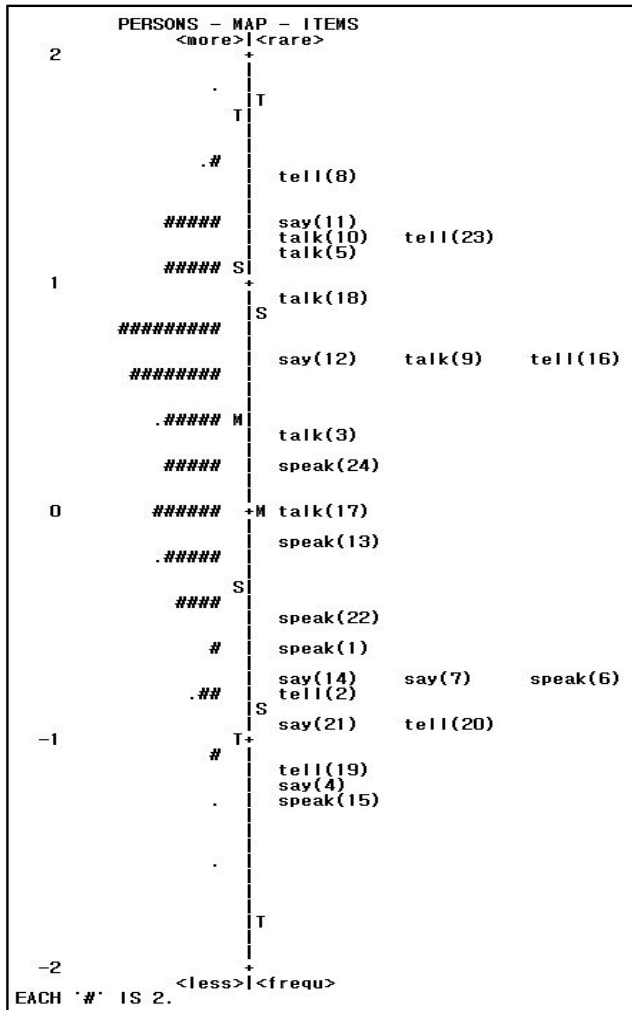 PERSONS - MAP - ITEMS
<more>|<rare>
2 +
. |
|T
T|
.# |
| tell(8)
##### | say(11)
| talk(10) tell(23)
| talk(5)
##### S|
1 +
| talk(18)
|S
######### |
| say(12) talk(9) tell(16)
######## |
.##### M|
| talk(3)
##### | speak(24)
0 ###### +M talk(17)
| speak(13)
.##### |
S|
#### |
| speak(22)
# | speak(1)
| say(14) say(7) speak(6)
.## | tell(2)
|S
| say(21) tell(20)
-1 T+
# |
| tell(19)
| say(4)
. | speak(15)
. |
|T
-2 +
<less>|<frequ>
EACH '#' IS 2.